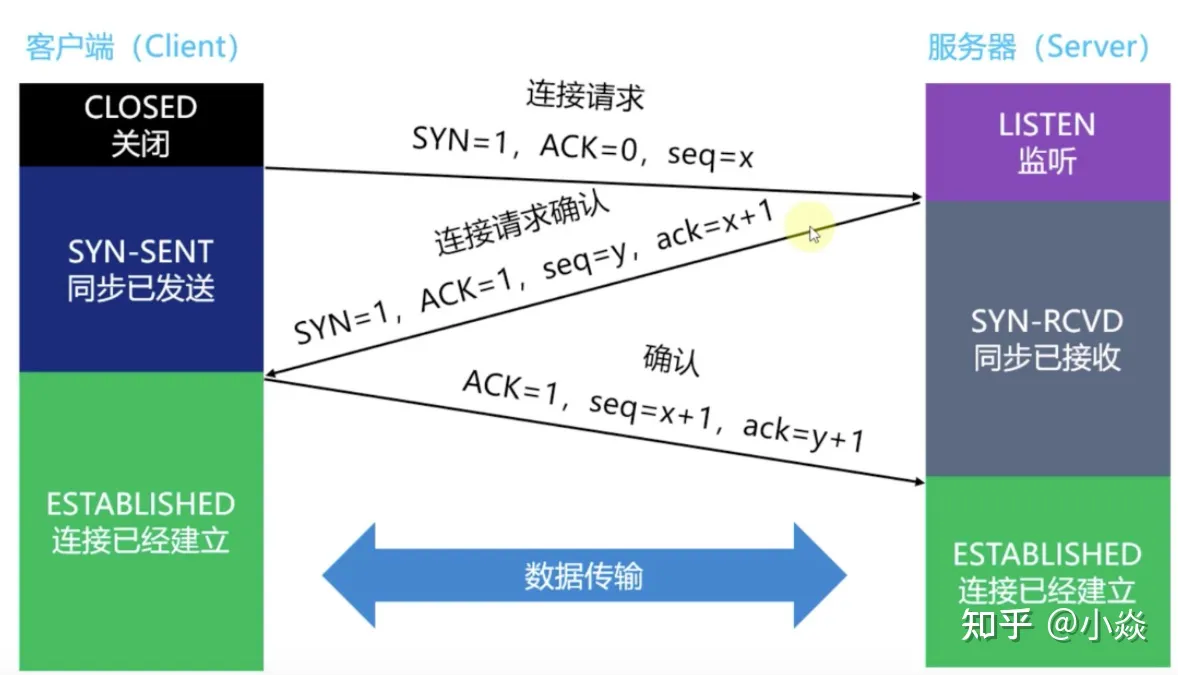 客户端（Client）
服务器（Server）
CLOSED
关闭
连接请求
SYN=1，ACK=0，seq=x
LISTEN
监听
SYN-SENT
同步已发送
连接请求确认
SYN=1，ACK=1，seq=y，ack=x+1
SYN-RCVD
同步已接收
确认
ACK=1，seq=x+1，ack=y+1
ESTABLISHED
连接已经建立
数据传输
ESTABLISHED
连接已经建立
知乎 @小焱